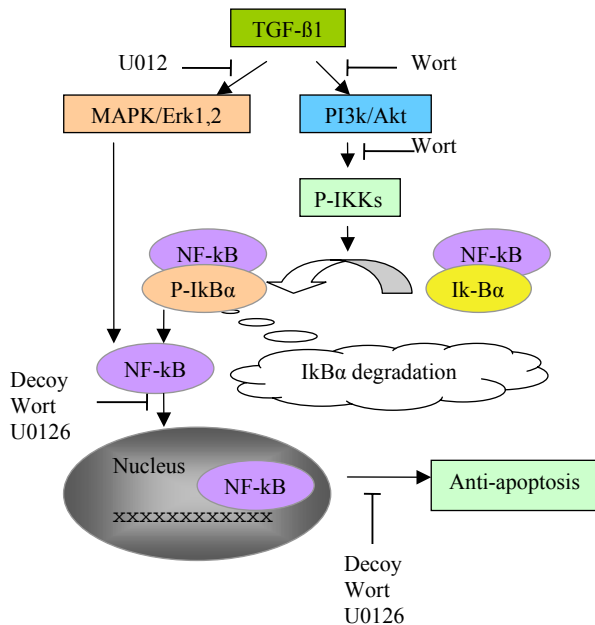 TGF-ß1
U012
Wort
MAPK/Erk1,2
PI3k/Akt
Wort
P-IKKs
NF-kB
P-IkBα
NF-kB
Ik-Bα
NF-kB
IkBα degradation
Decoy
Wort
U0126
Nucleus
NF-kB
xxxxxxxxxxxxx
Anti-apoptosis
Decoy
Wort
U0126